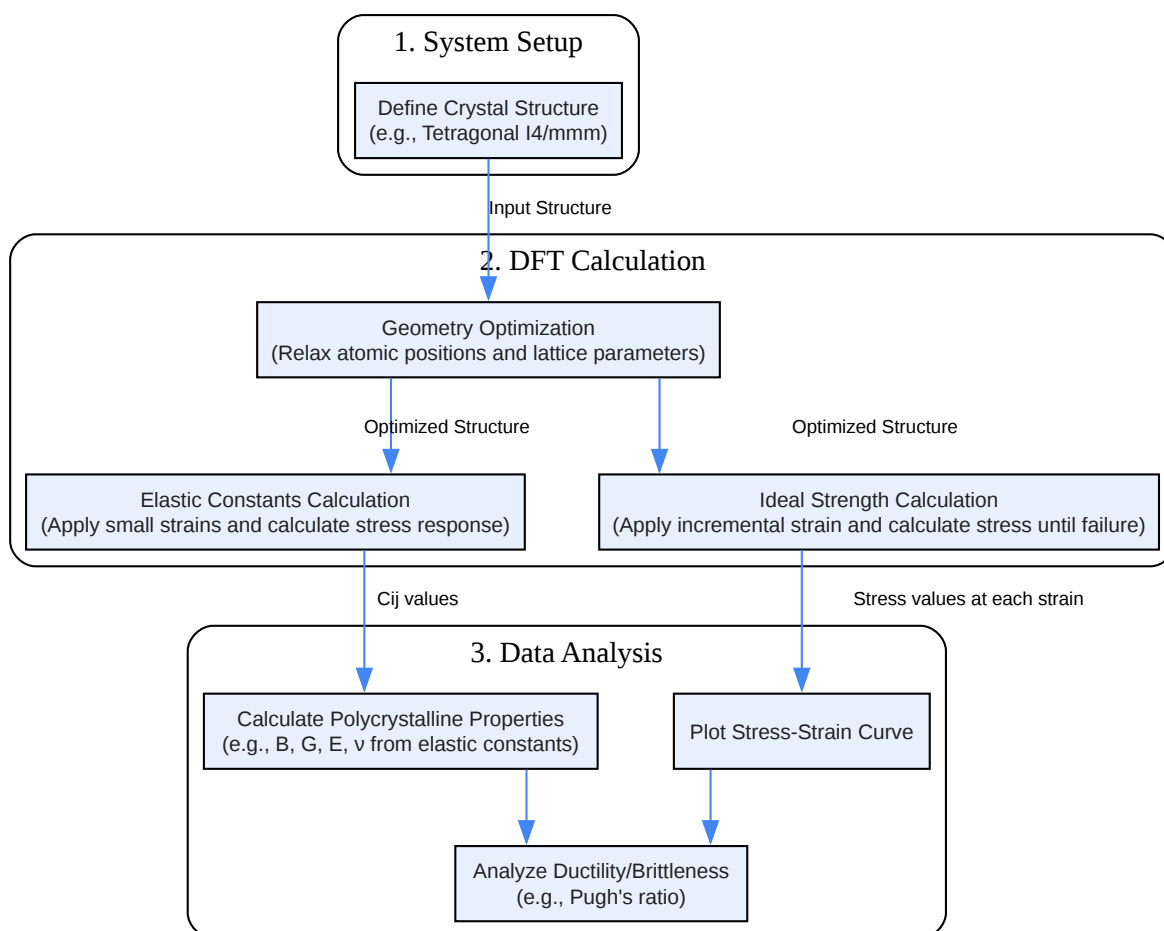 1. System Setup
Define Crystal Structure
(e.g., Tetragonal I4/mmm)
Input Structure
2. DFT Calculation
Geometry Optimization
(Relax atomic positions and lattice parameters)
Optimized Structure
Optimized Structure
Elastic Constants Calculation
(Apply small strains and calculate stress response)
Ideal Strength Calculation
(Apply incremental strain and calculate stress until failure)
Cij values
Stress values at each strain
3. Data Analysis
Calculate Polycrystalline Properties
(e.g., B, G, E, ν from elastic constants)
Plot Stress-Strain Curve
Analyze Ductility/Brittleness
(e.g., Pugh's ratio)